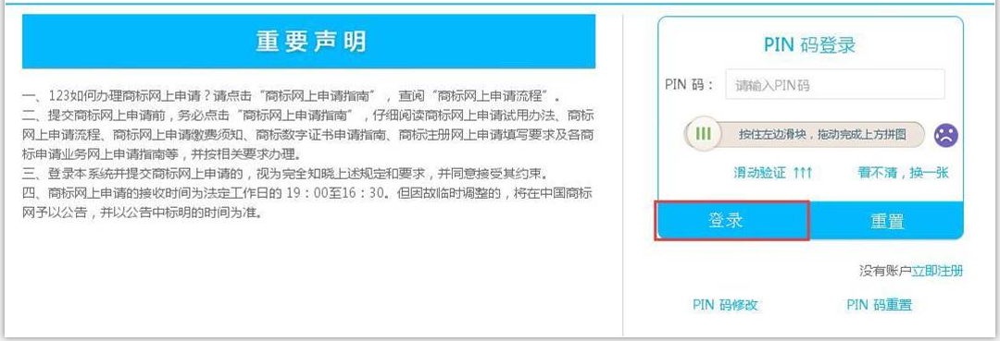 重要声明
一、123如何办理商标网上申请？请点击“商标网上申请指南”，查阅“商标网上申请流程”。
二、提交商标网上申请前，务必点击“商标网上申请指南”，仔细阅读商标网上申请试用办法、商标
网上申请流程、商标网上申请缴费须知、商标数字证书申请指南、商标注册网上申请填写要求及各商
标申请业务网上申请指南等，并按相关要求办理。
三、登录本系统并提交商标网上申请的，视为完全知晓上述规定和要求，并同意接受其约束。
四、商标网上申请的接收时间为法定工作日的 19：00至16：30。但因故临时调整的，将在中国商标
网予以公告，并以公告中标明的时间为准。
PIN 码登录
PIN 码：
请输入PIN码
按住左边滑块，拖动完成上方拼图
滑动验证 ↑↑↑
看不清，换一张
登录
重置
没有账户立即注册
PIN 码修改
PIN 码重置